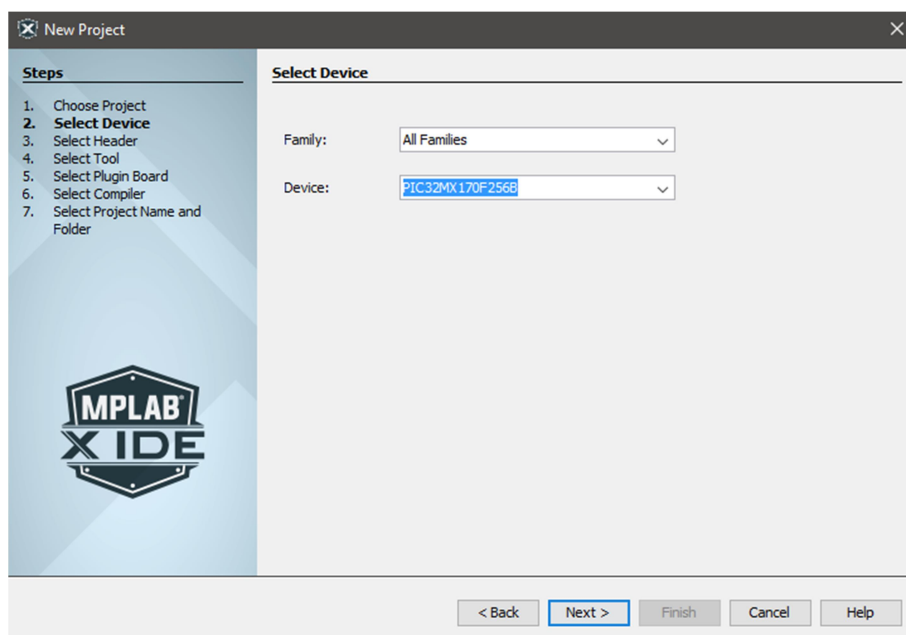 New Project
Steps
1. Choose Project
2. Select Device
3. Select Header
4. Select Tool
5. Select Plugin Board
6. Select Compiler
7. Select Project Name and
Folder
MPLAB®
X IDE
Select Device
Family: All Families
Device: PIC32MX170F256B
< Back Next > Finish Cancel Help